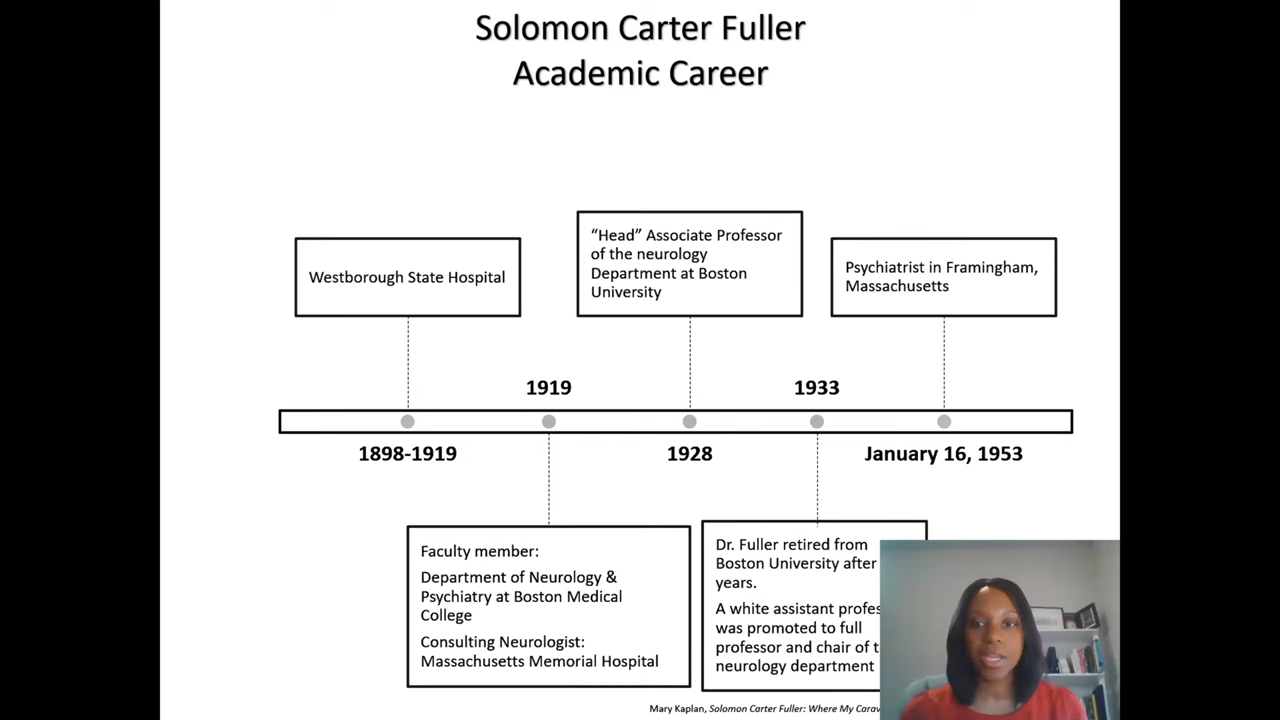 Solomon Carter Fuller
Academic Career
Westborough State Hospital
“Head” Associate Professor
of the neurology
Department at Boston
University
Psychiatrist in Framingham,
Massachusetts
1919
1933
1898-1919
1928
January 16, 1953
Faculty member:
Department of Neurology &
Psychiatry at Boston Medical
College
Consulting Neurologist:
Massachusetts Memorial Hospital
Dr. Fuller retired from
Boston University after
years.
A white assistant
was promoted to full
professor and chair of
neurology department
Mary Kaplan, Solomon Carter Fuller: Where My